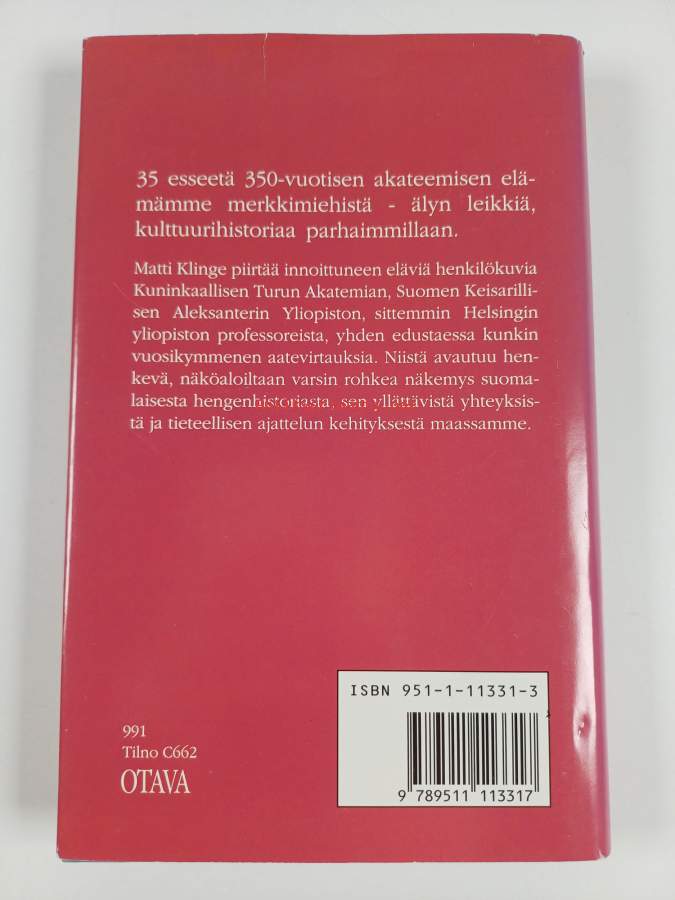 35 esseetä 350-vuotisen akateemisen elä-
mämme merkkimiehistä - älyn leikkiä,
kulttuurihistoriaa parhaimmillaan.
Matti Klinge piirtää innoittuneen eläviä henkilökuvia
Kuninkaallisen Turun Akatemian, Suomen Keisarilli-
sen Aleksanterin Yliopiston, sittemmin Helsingin
yliopiston professoreista, yhden edustaessa kunkin
vuosikymmenen aatevirtauksia. Niistä avautuu hen-
kevä, näköaloiltaan varsin rohkea näkemys suoma-
laisesta hengenhistoriasta, sen yllättävistä yhteyksis-
tä ja tieteellisen ajattelun kehityksestä maassamme.
ISBN 951-1-11331-3
991
Tilno C662
OTAVA
9 789511 113317